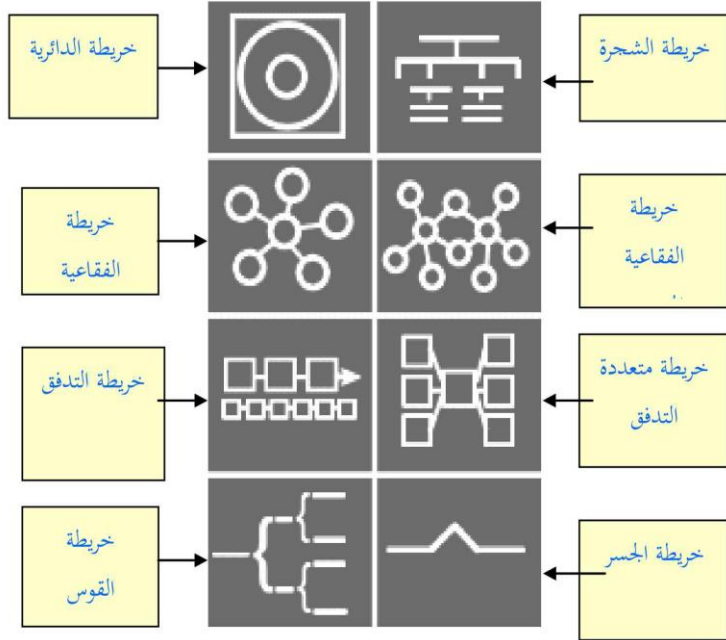 خريطة الشجرة
خريطة الدائرية
خريطة
الفقاعية
خريطة
الفقاعية
خريطة متعددة
التدفق
خريطة التدفق
خريطة الجسر
خريطة
القوس